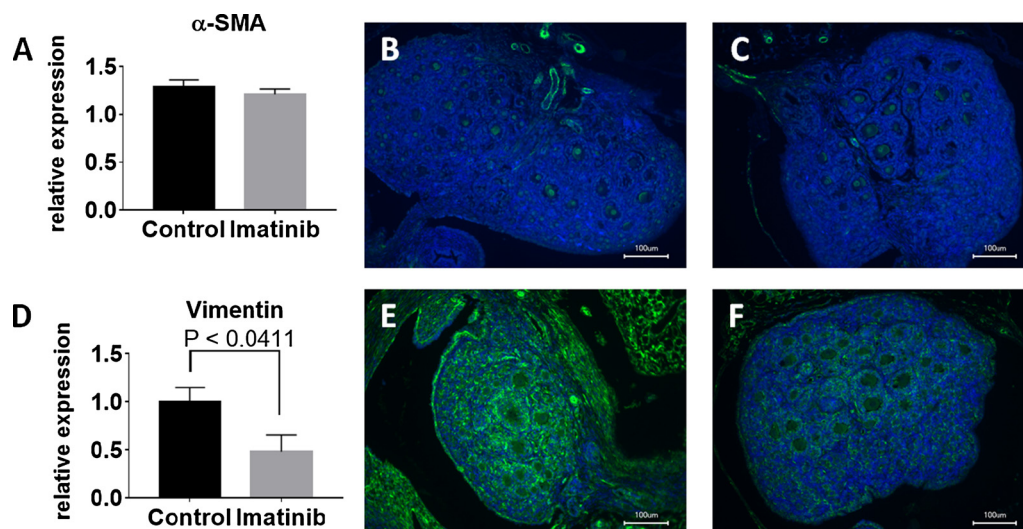 α-SMA
A
relative expression
1.5
1.0
0.5
0.0
Control Imatinib
B
100um
C
100um
D
Vimentin
P < 0.0411
relative expression
1.5
1.0
0.5
0.0
Control Imatinib
E
100um
F
100um